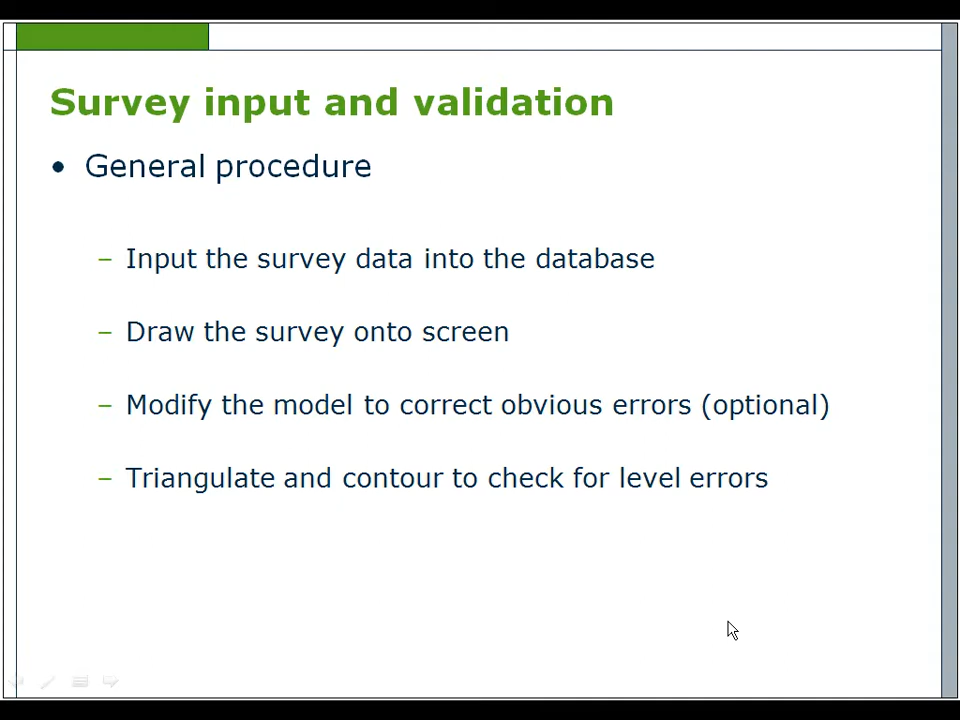 Survey input and validation
• General procedure
– Input the survey data into the database
– Draw the survey onto screen
– Modify the model to correct obvious errors (optional)
– Triangulate and contour to check for level errors